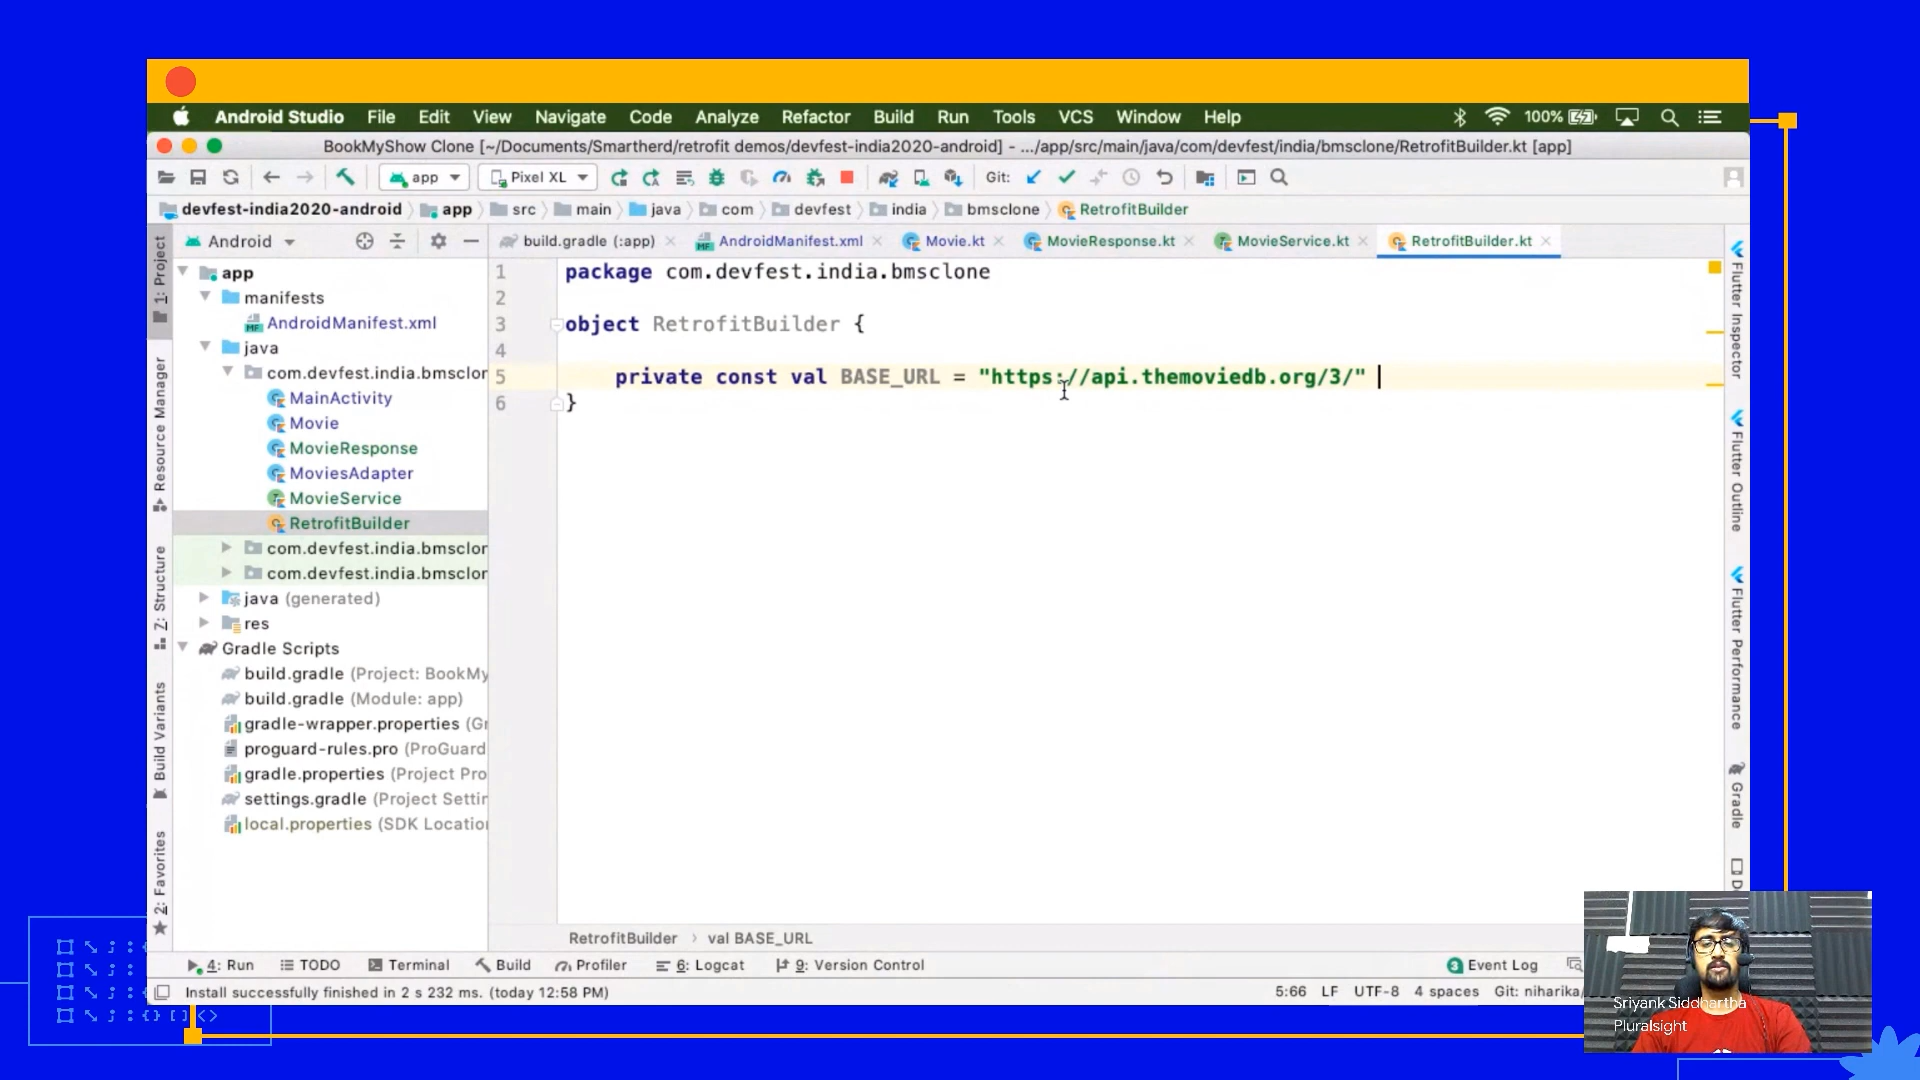 Android Studio File Edit View Navigate Code Analyze Refactor Build Run Tools VCS Window Help 100%
BookMyShow Clone [~/Documents/Smartherd/retrofit demos/devfest-india2020-android] - .../app/src/main/java/com/devfest/india/bmsclone/RetrofitBuilder.kt [app]
app Pixel XL Git:
devfest-india2020-android app src main java com devfest india bmsclone RetrofitBuilder
Android build.gradle (:app) AndroidManifest.xml Movie.kt MovieResponse.kt MovieService.kt RetrofitBuilder.kt
1: Project
Resource Manager
Z: Structure
Build Variants
2: Favorites
app
manifests
AndroidManifest.xml
java
com.devfest.india.bmsclon
MainActivity
Movie
MovieResponse
MoviesAdapter
MovieService
RetrofitBuilder
com.devfest.india.bmsclon
com.devfest.india.bmsclon
java (generated)
res
Gradle Scripts
build.gradle (Project: BookMy
build.gradle (Module: app)
gradle-wrapper.properties (Gr
proguard-rules.pro (ProGuard
gradle.properties (Project Pro
settings.gradle (Project Settin
local.properties (SDK Location
1 package com.devfest.india.bmsclone
2
3 object RetrofitBuilder {
4
5 private const val BASE_URL = "https://api.themoviedb.org/3/"
6 }
Flutter Inspector
Flutter Outline
Flutter Performance
Gradle
RetrofitBuilder › val BASE_URL
4: Run TODO Terminal Build Profiler 6: Logcat 9: Version Control 3 Event Log
Install successfully finished in 2 s 232 ms. (today 12:58 PM) 5:66 LF UTF-8 4 spaces Git: niharika/
Sriyank Siddhartha
Pluralsight